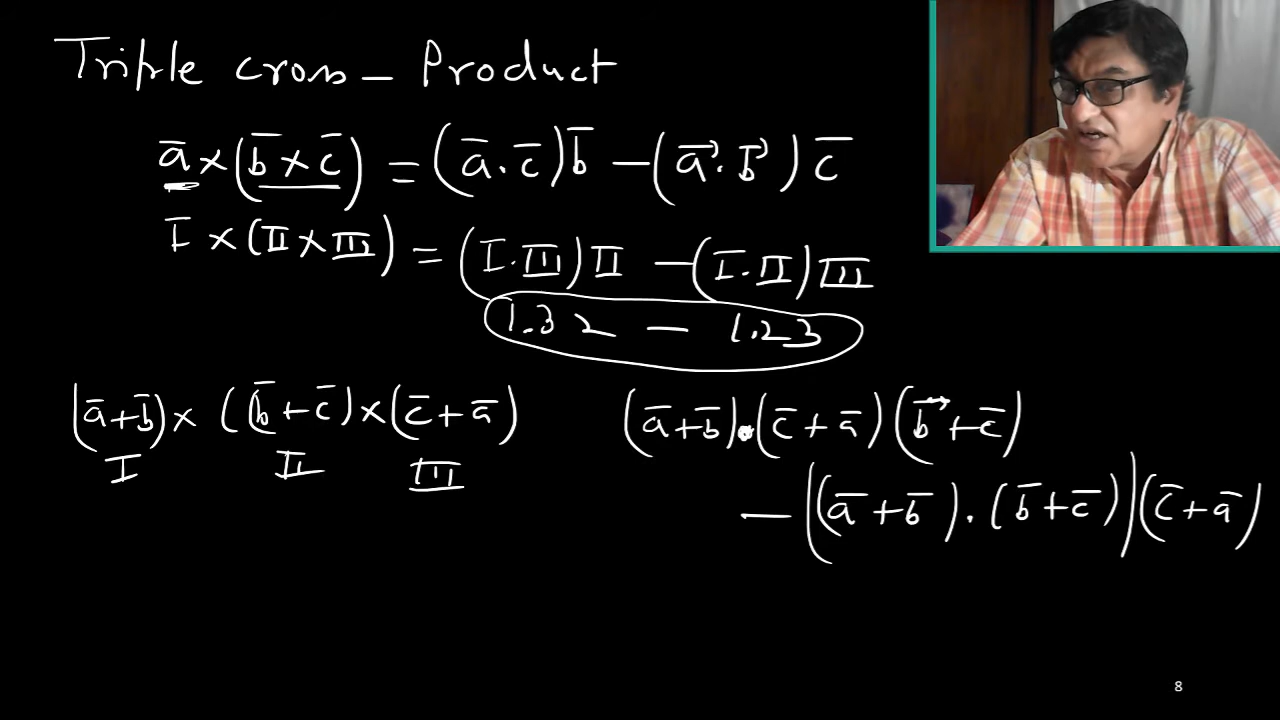 Triple cross - Product
a̅ × (b̅ × c̅) = (a̅ . c̅) b̅ - (a⃗ . b⃗) c̅
I × (II × III) = (I . III) II - (I . II) III
1.3 2 - 1.2 3
(a̅ + b̅) × (b̅ + c̅) × (c̅ + a̅)
I II III
(a̅ + b̅) . (c̅ + a̅) (b⃗ + c̅)
- ((a̅ + b̅) . (b̅ + c̅)) (c̅ + a̅)
8